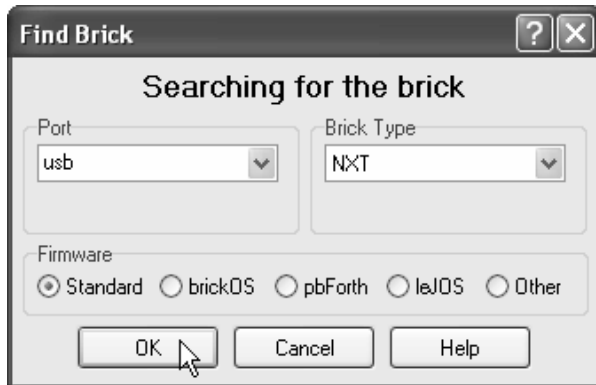 Find Brick
Searching for the brick
Port
Brick Type
usb
NXT
Firmware
Standard brickOS pbForth leJOS Other
OK Cancel Help